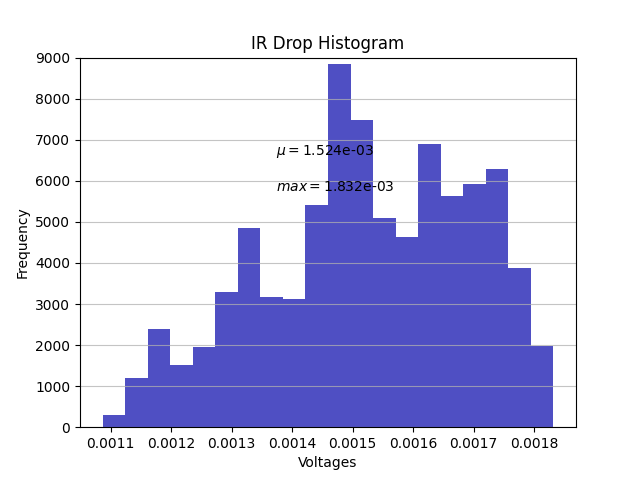 IR Drop Histogram
9000
8000
7000
6000
5000
4000
3000
2000
1000
0
Frequency
μ = 1.524e-03
max = 1.832e-03
0.0011 0.0012 0.0013 0.0014 0.0015 0.0016 0.0017 0.0018
Voltages